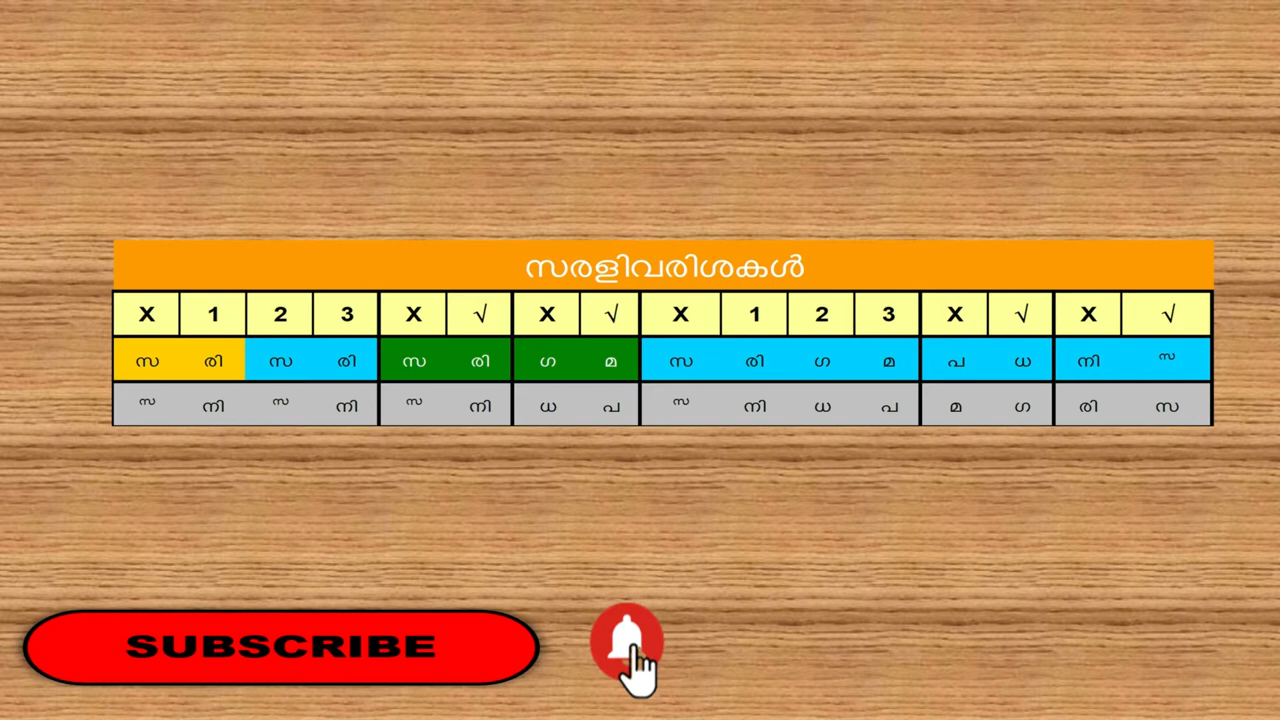 സരളിവരിശകൾ
X 1 2 3 X √ X √ X 1 2 3 X √ X √
സ രി സ രി സ രി ഗ മ സ രി ഗ മ പ ധ നി സ
സ നി സ നി സ നി ധ പ സ നി ധ പ മ ഗ രി സ
SUBSCRIBE